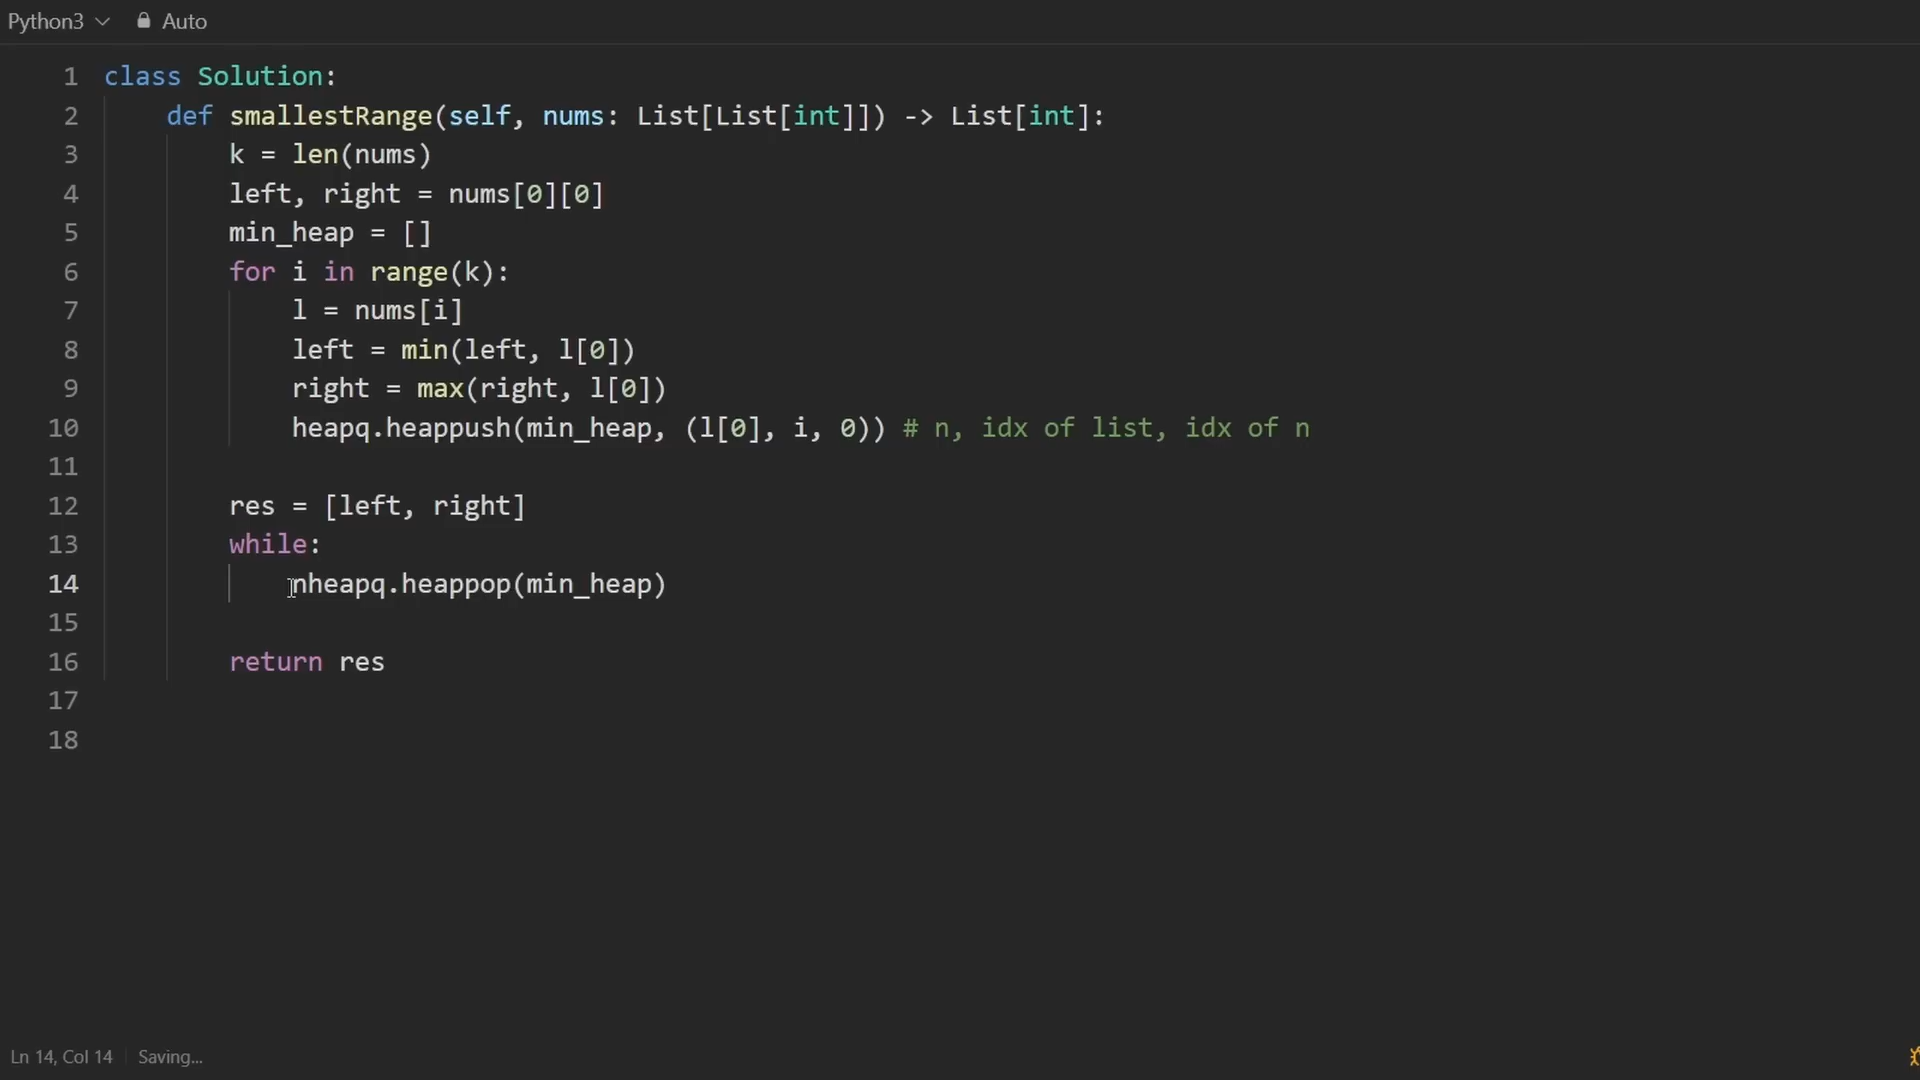 Python3 Auto
1 class Solution:
2 def smallestRange(self, nums: List[List[int]]) -> List[int]:
3 k = len(nums)
4 left, right = nums[0][0]
5 min_heap = []
6 for i in range(k):
7 l = nums[i]
8 left = min(left, l[0])
9 right = max(right, l[0])
10 heapq.heappush(min_heap, (l[0], i, 0)) # n, idx of list, idx of n
11
12 res = [left, right]
13 while:
14 nheapq.heappop(min_heap)
15
16 return res
17
18
Ln 14, Col 14 Saving...